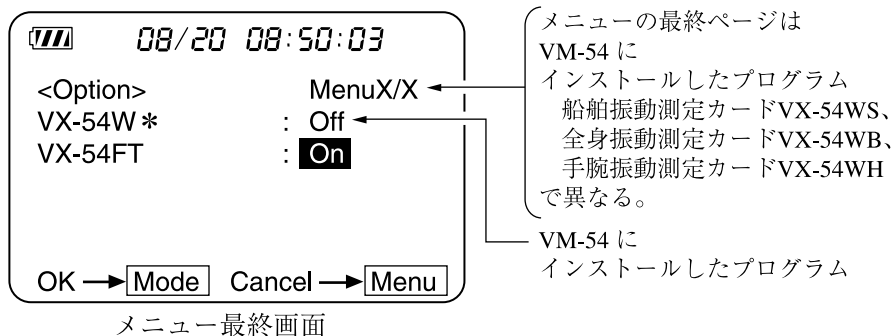 08/20 08:50:03
<Option> MenuX/X
VX-54W＊ : Off
VX-54FT : On
OK Mode Cancel Menu
メニュー最終画面
メニューの最終ページは
VM-54 に
インストールしたプログラム
船舶振動測定カードVX-54WS、
全身振動測定カードVX-54WB、
手腕振動測定カードVX-54WH
で異なる。
VM-54 に
インストールしたプログラム